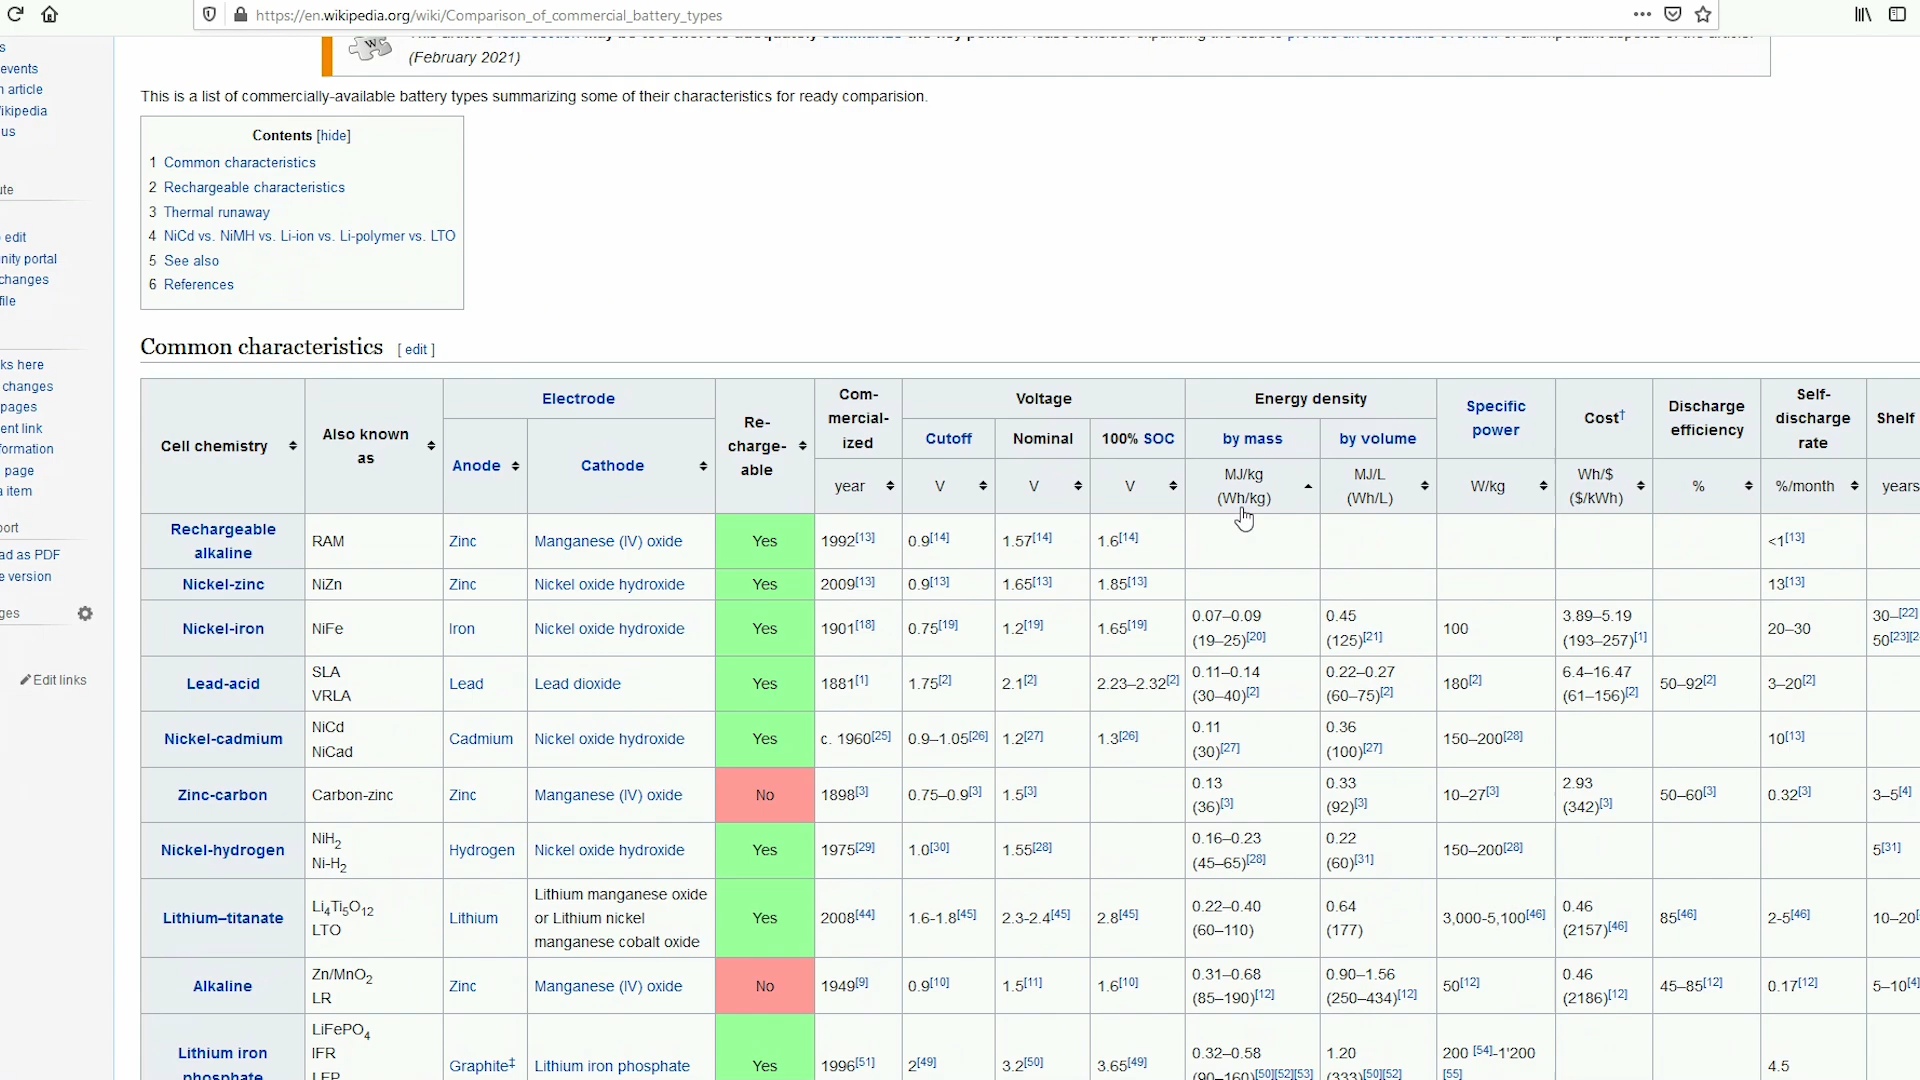 https://en.wikipedia.org/wiki/Comparison_of_commercial_battery_types
(February 2021)
This is a list of commercially-available battery types summarizing some of their characteristics for ready comparision.
Contents [hide]
1 Common characteristics
2 Rechargeable characteristics
3 Thermal runaway
4 NiCd vs. NiMH vs. Li-ion vs. Li-polymer vs. LTO
5 See also
6 References
s
events
n article
ikipedia
us
ute
edit
nity portal
changes
file
ks here
changes
pages
ent link
formation
page
a item
port
ad as PDF
e version
ges
Edit links
Common characteristics [ edit ]
Cell chemistry
Also known
as
Electrode
Anode
Cathode
Re-
charge-
able
Com-
mercial-
ized
year
Voltage
Cutoff
Nominal
100% SOC
V
V
V
Energy density
by mass
by volume
MJ/kg
(Wh/kg)
MJ/L
(Wh/L)
Specific
power
W/kg
Cost†
Wh/$
($/kWh)
Discharge
efficiency
%
Self-
discharge
rate
%/month
Shelf
years
Rechargeable
alkaline
RAM
Zinc
Manganese (IV) oxide
Yes
1992[13]
0.9[14]
1.57[14]
1.6[14]
<1[13]
Nickel-zinc
NiZn
Zinc
Nickel oxide hydroxide
Yes
2009[13]
0.9[13]
1.65[13]
1.85[13]
13[13]
Nickel-iron
NiFe
Iron
Nickel oxide hydroxide
Yes
1901[18]
0.75[19]
1.2[19]
1.65[19]
0.07–0.09
(19–25)[20]
0.45
(125)[21]
100
3.89–5.19
(193–257)[1]
20–30
30–[22]
50[23][2
Lead-acid
SLA
VRLA
Lead
Lead dioxide
Yes
1881[1]
1.75[2]
2.1[2]
2.23–2.32[2]
0.11–0.14
(30–40)[2]
0.22–0.27
(60–75)[2]
180[2]
6.4–16.47
(61–156)[2]
50–92[2]
3–20[2]
Nickel-cadmium
NiCd
NiCad
Cadmium
Nickel oxide hydroxide
Yes
c. 1960[25]
0.9–1.05[26]
1.2[27]
1.3[26]
0.11
(30)[27]
0.36
(100)[27]
150–200[28]
10[13]
Zinc-carbon
Carbon-zinc
Zinc
Manganese (IV) oxide
No
1898[3]
0.75–0.9[3]
1.5[3]
0.13
(36)[3]
0.33
(92)[3]
10–27[3]
2.93
(342)[3]
50–60[3]
0.32[3]
3–5[4]
Nickel-hydrogen
NiH2
Ni-H2
Hydrogen
Nickel oxide hydroxide
Yes
1975[29]
1.0[30]
1.55[28]
0.16–0.23
(45–65)[28]
0.22
(60)[31]
150–200[28]
5[31]
Lithium–titanate
Li4Ti5O12
LTO
Lithium
Lithium manganese oxide
or Lithium nickel
manganese cobalt oxide
Yes
2008[44]
1.6-1.8[45]
2.3-2.4[45]
2.8[45]
0.22–0.40
(60–110)
0.64
(177)
3,000-5,100[46]
0.46
(2157)[46]
85[46]
2-5[46]
10–20[
Alkaline
Zn/MnO2
LR
Zinc
Manganese (IV) oxide
No
1949[9]
0.9[10]
1.5[11]
1.6[10]
0.31–0.68
(85–190)[12]
0.90–1.56
(250–434)[12]
50[12]
0.46
(2186)[12]
45–85[12]
0.17[12]
5–10[4]
Lithium iron
phosphate
LiFePO4
IFR
LFP
Graphite‡
Lithium iron phosphate
Yes
1996[51]
2[49]
3.2[50]
3.65[49]
0.32–0.58
(90–160)[50][52][53]
1.20
(333)[50][52]
200 [54]-1'200
[55]
4.5